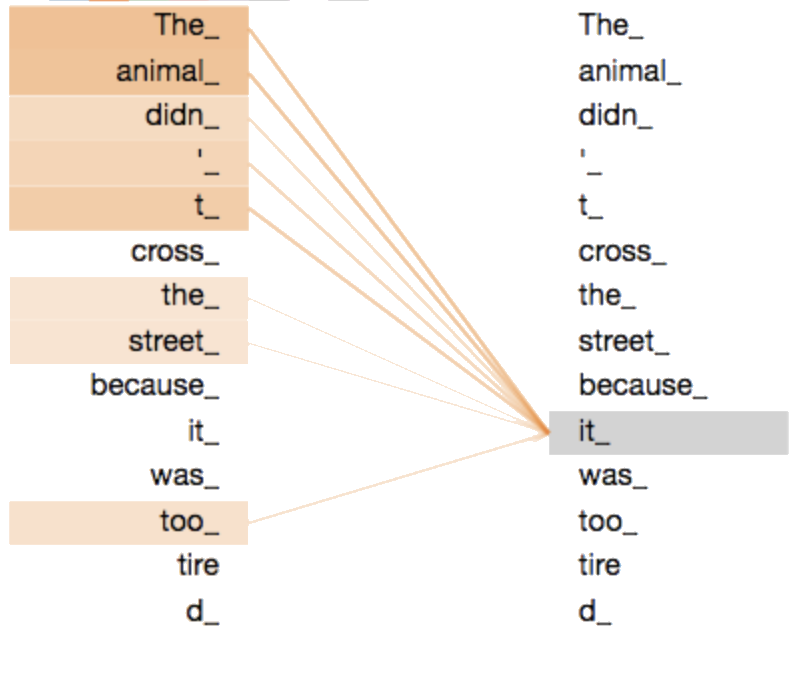 The_ The_
animal_ animal_
didn_ didn_
'_ '_
t_ t_
cross_ cross_
the_ the_
street_ street_
because_ because_
it_ it_
was_ was_
too_ too_
tire tire
d_ d_